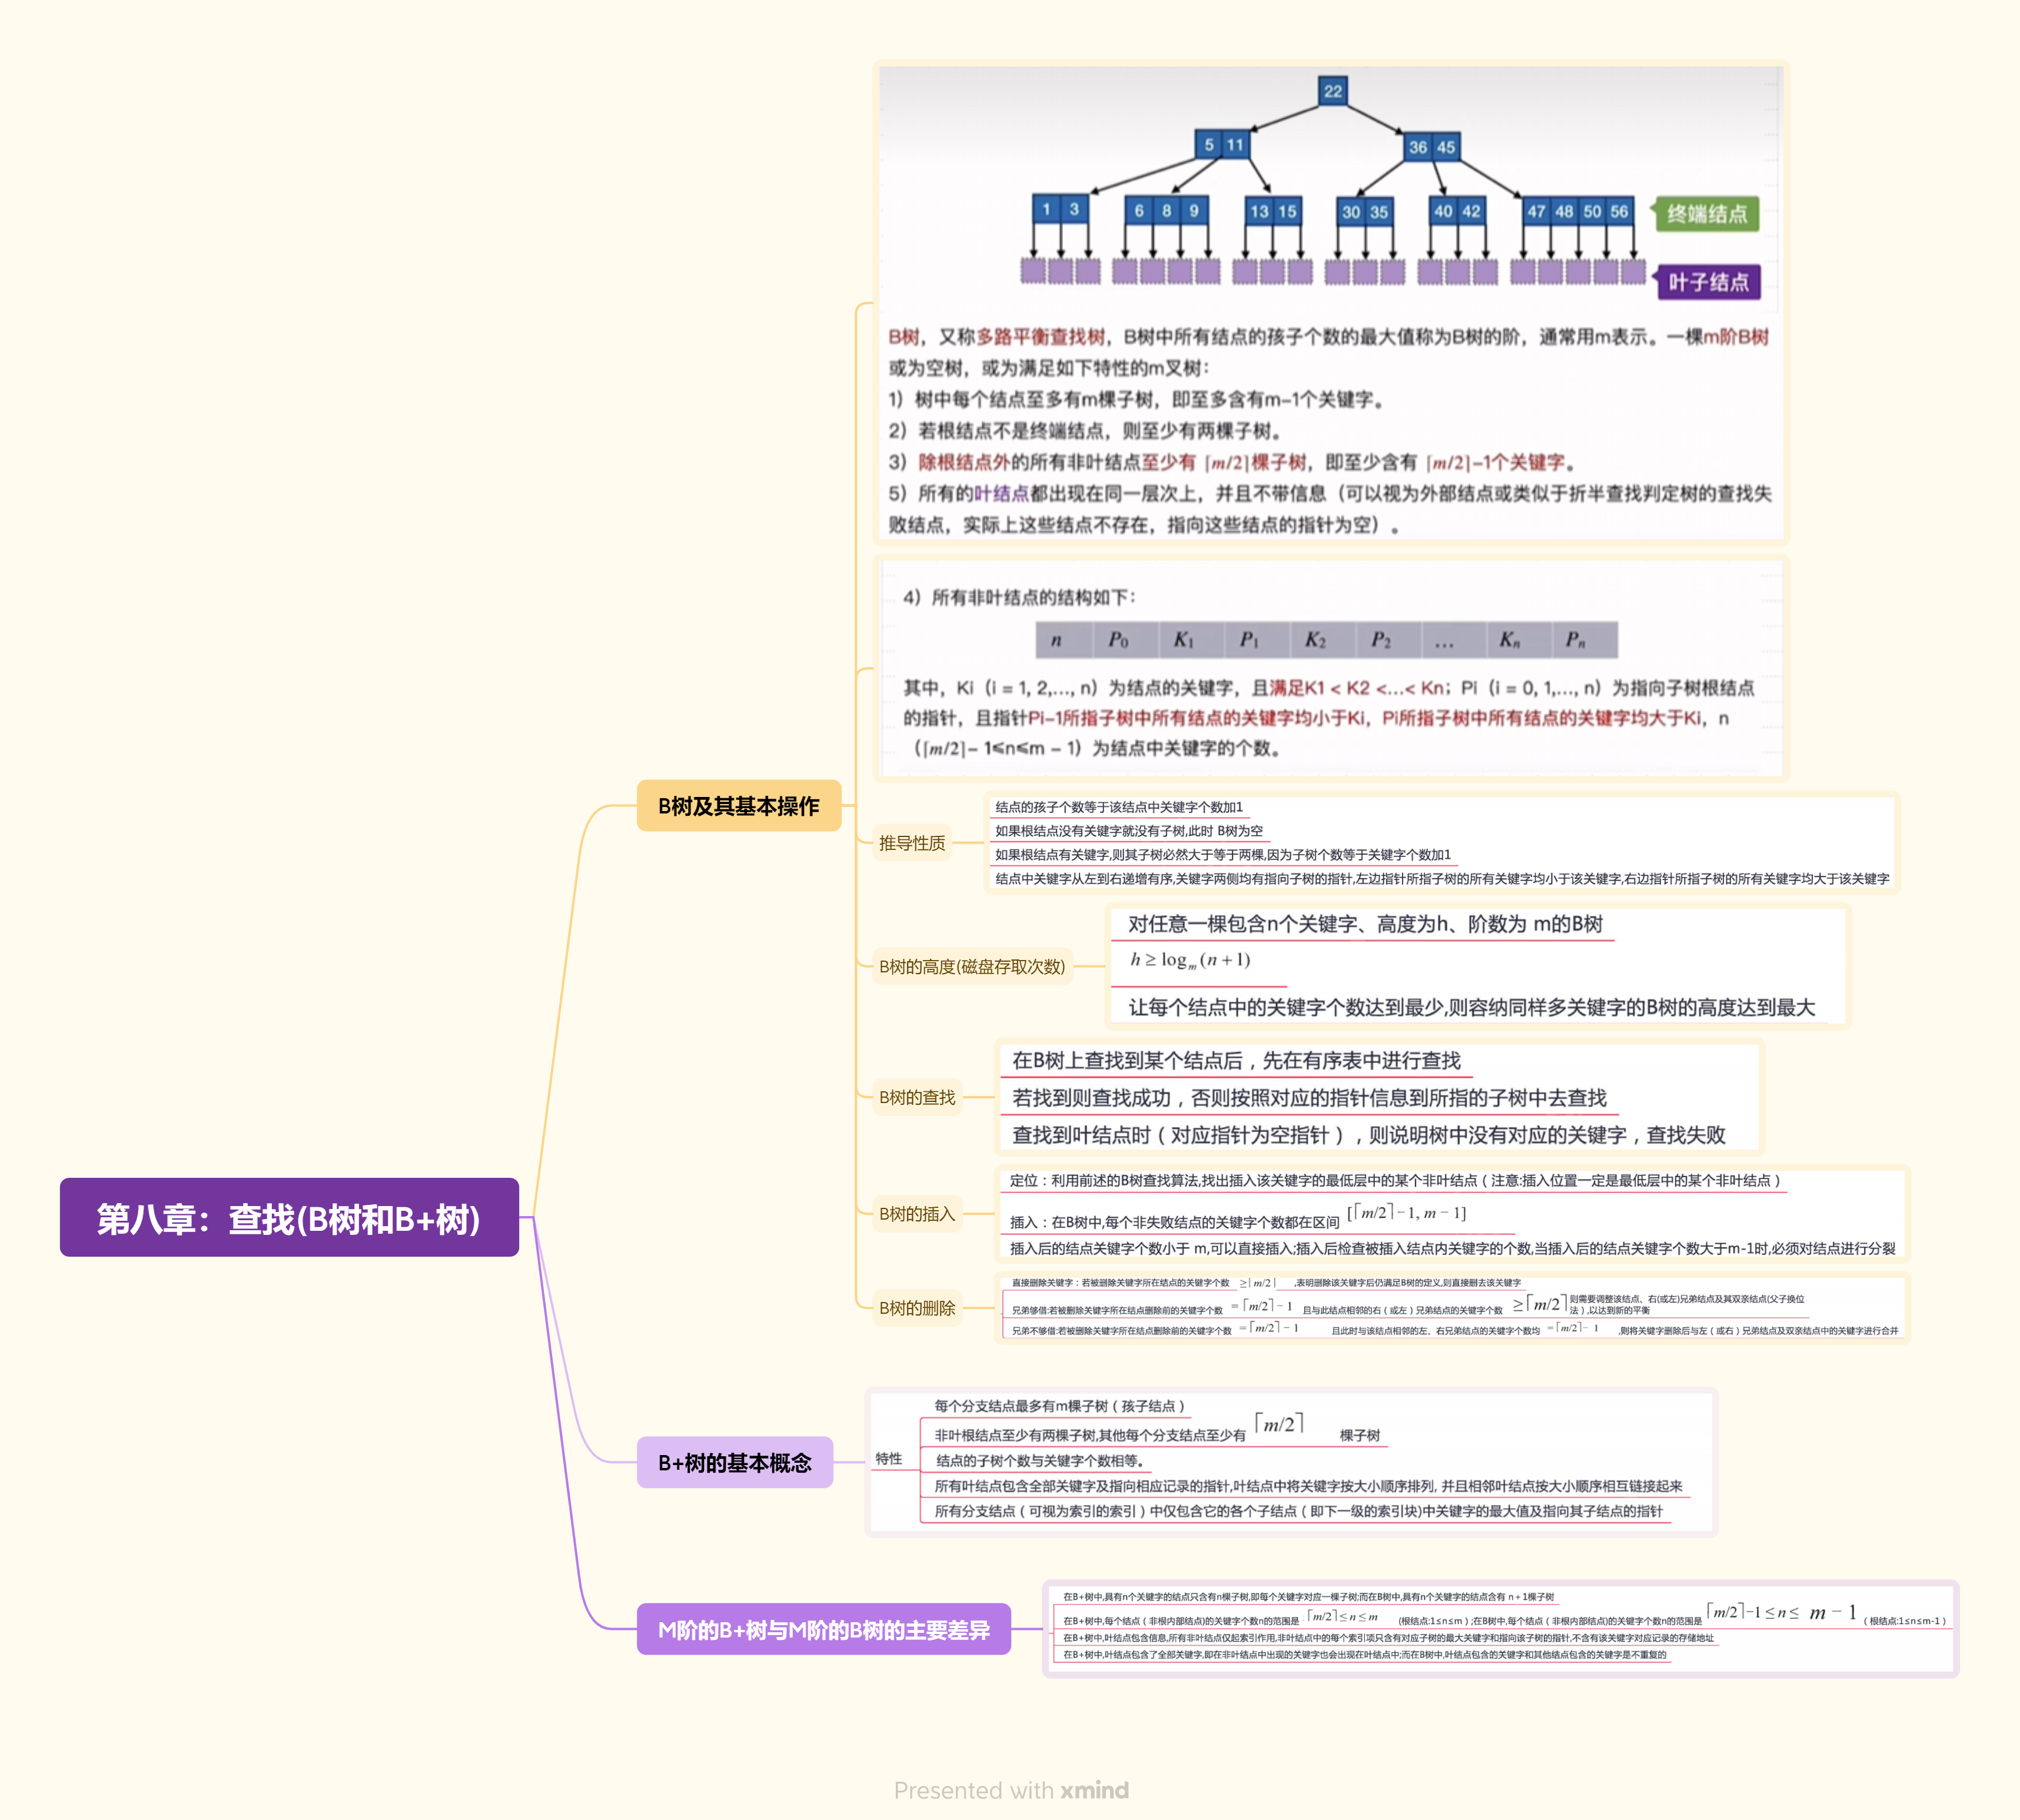 第八章：查找(B树和B+树)
B树及其基本操作
22
5 11
36 45
1 3
6 8 9
13 15
30 35
40 42
47 48 50 56
终端结点
叶子结点
B树，又称多路平衡查找树，B树中所有结点的孩子个数的最大值称为B树的阶，通常用m表示。一棵m阶B树
或为空树，或为满足如下特性的m叉树：
1）树中每个结点至多有m棵子树，即至多含有m-1个关键字。
2）若根结点不是终端结点，则至少有两棵子树。
3）除根结点外的所有非叶结点至少有 ⌈m/2⌉棵子树，即至少含有 ⌈m/2⌉-1个关键字。
5）所有的叶结点都出现在同一层次上，并且不带信息（可以视为外部结点或类似于折半查找判定树的查找失
败结点，实际上这些结点不存在，指向这些结点的指针为空）。
4）所有非叶结点的结构如下：
n P₀ K₁ P₁ K₂ P₂ … Kₙ Pₙ
其中，Ki（i = 1, 2,…, n）为结点的关键字，且满足K1 < K2 <…< Kn；Pi（i = 0, 1,…, n）为指向子树根结点
的指针，且指针Pi-1所指子树中所有结点的关键字均小于Ki，Pi所指子树中所有结点的关键字均大于Ki，n
（⌈m/2⌉- 1≤n≤m - 1）为结点中关键字的个数。
推导性质
结点的孩子个数等于该结点中关键字个数加1
如果根结点没有关键字就没有子树,此时 B树为空
如果根结点有关键字,则其子树必然大于等于两棵,因为子树个数等于关键字个数加1
结点中关键字从左到右递增有序,关键字两侧均有指向子树的指针,左边指针所指子树的所有关键字均小于该关键字,右边指针所指子树的所有关键字均大于该关键字
B树的高度(磁盘存取次数)
对任意一棵包含n个关键字、高度为h、阶数为 m的B树
h ≥ logₘ (n + 1)
让每个结点中的关键字个数达到最少,则容纳同样多关键字的B树的高度达到最大
B树的查找
在B树上查找到某个结点后，先在有序表中进行查找
若找到则查找成功，否则按照对应的指针信息到所指的子树中去查找
查找到叶结点时（对应指针为空指针），则说明树中没有对应的关键字，查找失败
B树的插入
定位：利用前述的B树查找算法,找出插入该关键字的最低层中的某个非叶结点（注意:插入位置一定是最低层中的某个非叶结点）
插入：在B树中,每个非失败结点的关键字个数都在区间 [⌈m/2⌉ − 1, m − 1]
插入后的结点关键字个数小于 m,可以直接插入;插入后检查被插入结点内关键字的个数,当插入后的结点关键字个数大于m-1时,必须对结点进行分裂
B树的删除
直接删除关键字：若被删除关键字所在结点的关键字个数 ≥⌈m/2⌉ ,表明删除该关键字后仍满足B树的定义,则直接删去该关键字
兄弟够借:若被删除关键字所在结点删除前的关键字个数 = ⌈m/2⌉ − 1 且与此结点相邻的右（或左）兄弟结点的关键字个数 ≥⌈m/2⌉ 则需要调整该结点、右(或左)兄弟结点及其双亲结点(父子换位
法）,以达到新的平衡
兄弟不够借:若被删除关键字所在结点删除前的关键字个数 = ⌈m/2⌉ − 1 且此时与该结点相邻的左、右兄弟结点的关键字个数均 = ⌈m/2⌉ − 1 ,则将关键字删除后与左（或右）兄弟结点及双亲结点中的关键字进行合并
B+树的基本概念
特性
每个分支结点最多有m棵子树（孩子结点）
非叶根结点至少有两棵子树,其他每个分支结点至少有 ⌈m/2⌉ 棵子树
结点的子树个数与关键字个数相等。
所有叶结点包含全部关键字及指向相应记录的指针,叶结点中将关键字按大小顺序排列, 并且相邻叶结点按大小顺序相互链接起来
所有分支结点（可视为索引的索引）中仅包含它的各个子结点（即下一级的索引块)中关键字的最大值及指向其子结点的指针
M阶的B+树与M阶的B树的主要差异
在B+树中,具有n个关键字的结点只含有n棵子树,即每个关键字对应一棵子树;而在B树中,具有n个关键字的结点含有 n + 1棵子树
在B+树中,每个结点（非根内部结点)的关键字个数n的范围是 ⌈m/2⌉ ≤ n ≤ m (根结点:1≤n≤m）;在B树中,每个结点（非根内部结点)的关键字个数n的范围是 ⌈m/2⌉ − 1 ≤ n ≤ m − 1 （根结点:1≤n≤m-1）
在B+树中,叶结点包含信息,所有非叶结点仅起索引作用,非叶结点中的每个索引项只含有对应子树的最大关键字和指向该子树的指针,不含有该关键字对应记录的存储地址
在B+树中,叶结点包含了全部关键字,即在非叶结点中出现的关键字也会出现在叶结点中;而在B树中,叶结点包含的关键字和其他结点包含的关键字是不重复的
Presented with xmind